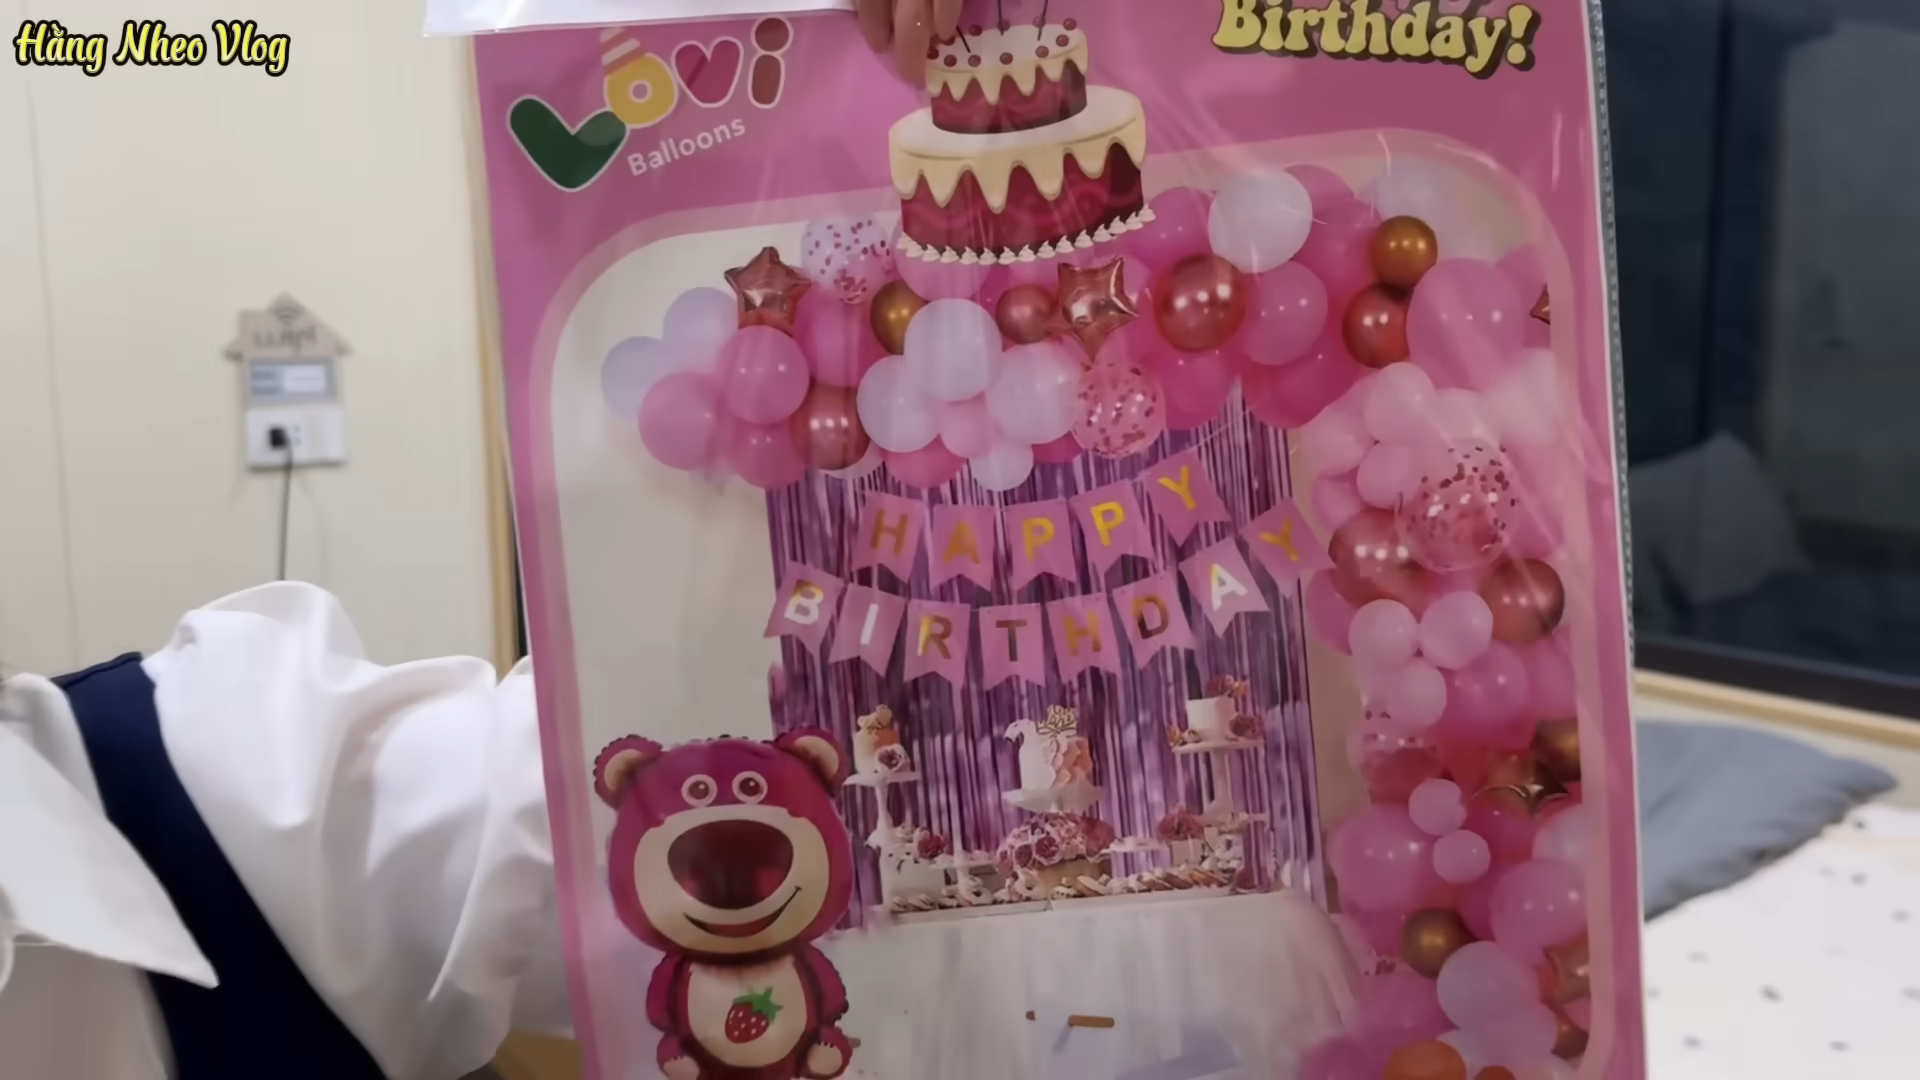 Hằng Nheo Vlog
Lovi
Balloons
Birthday!
HAPPY
BIRTHDAY